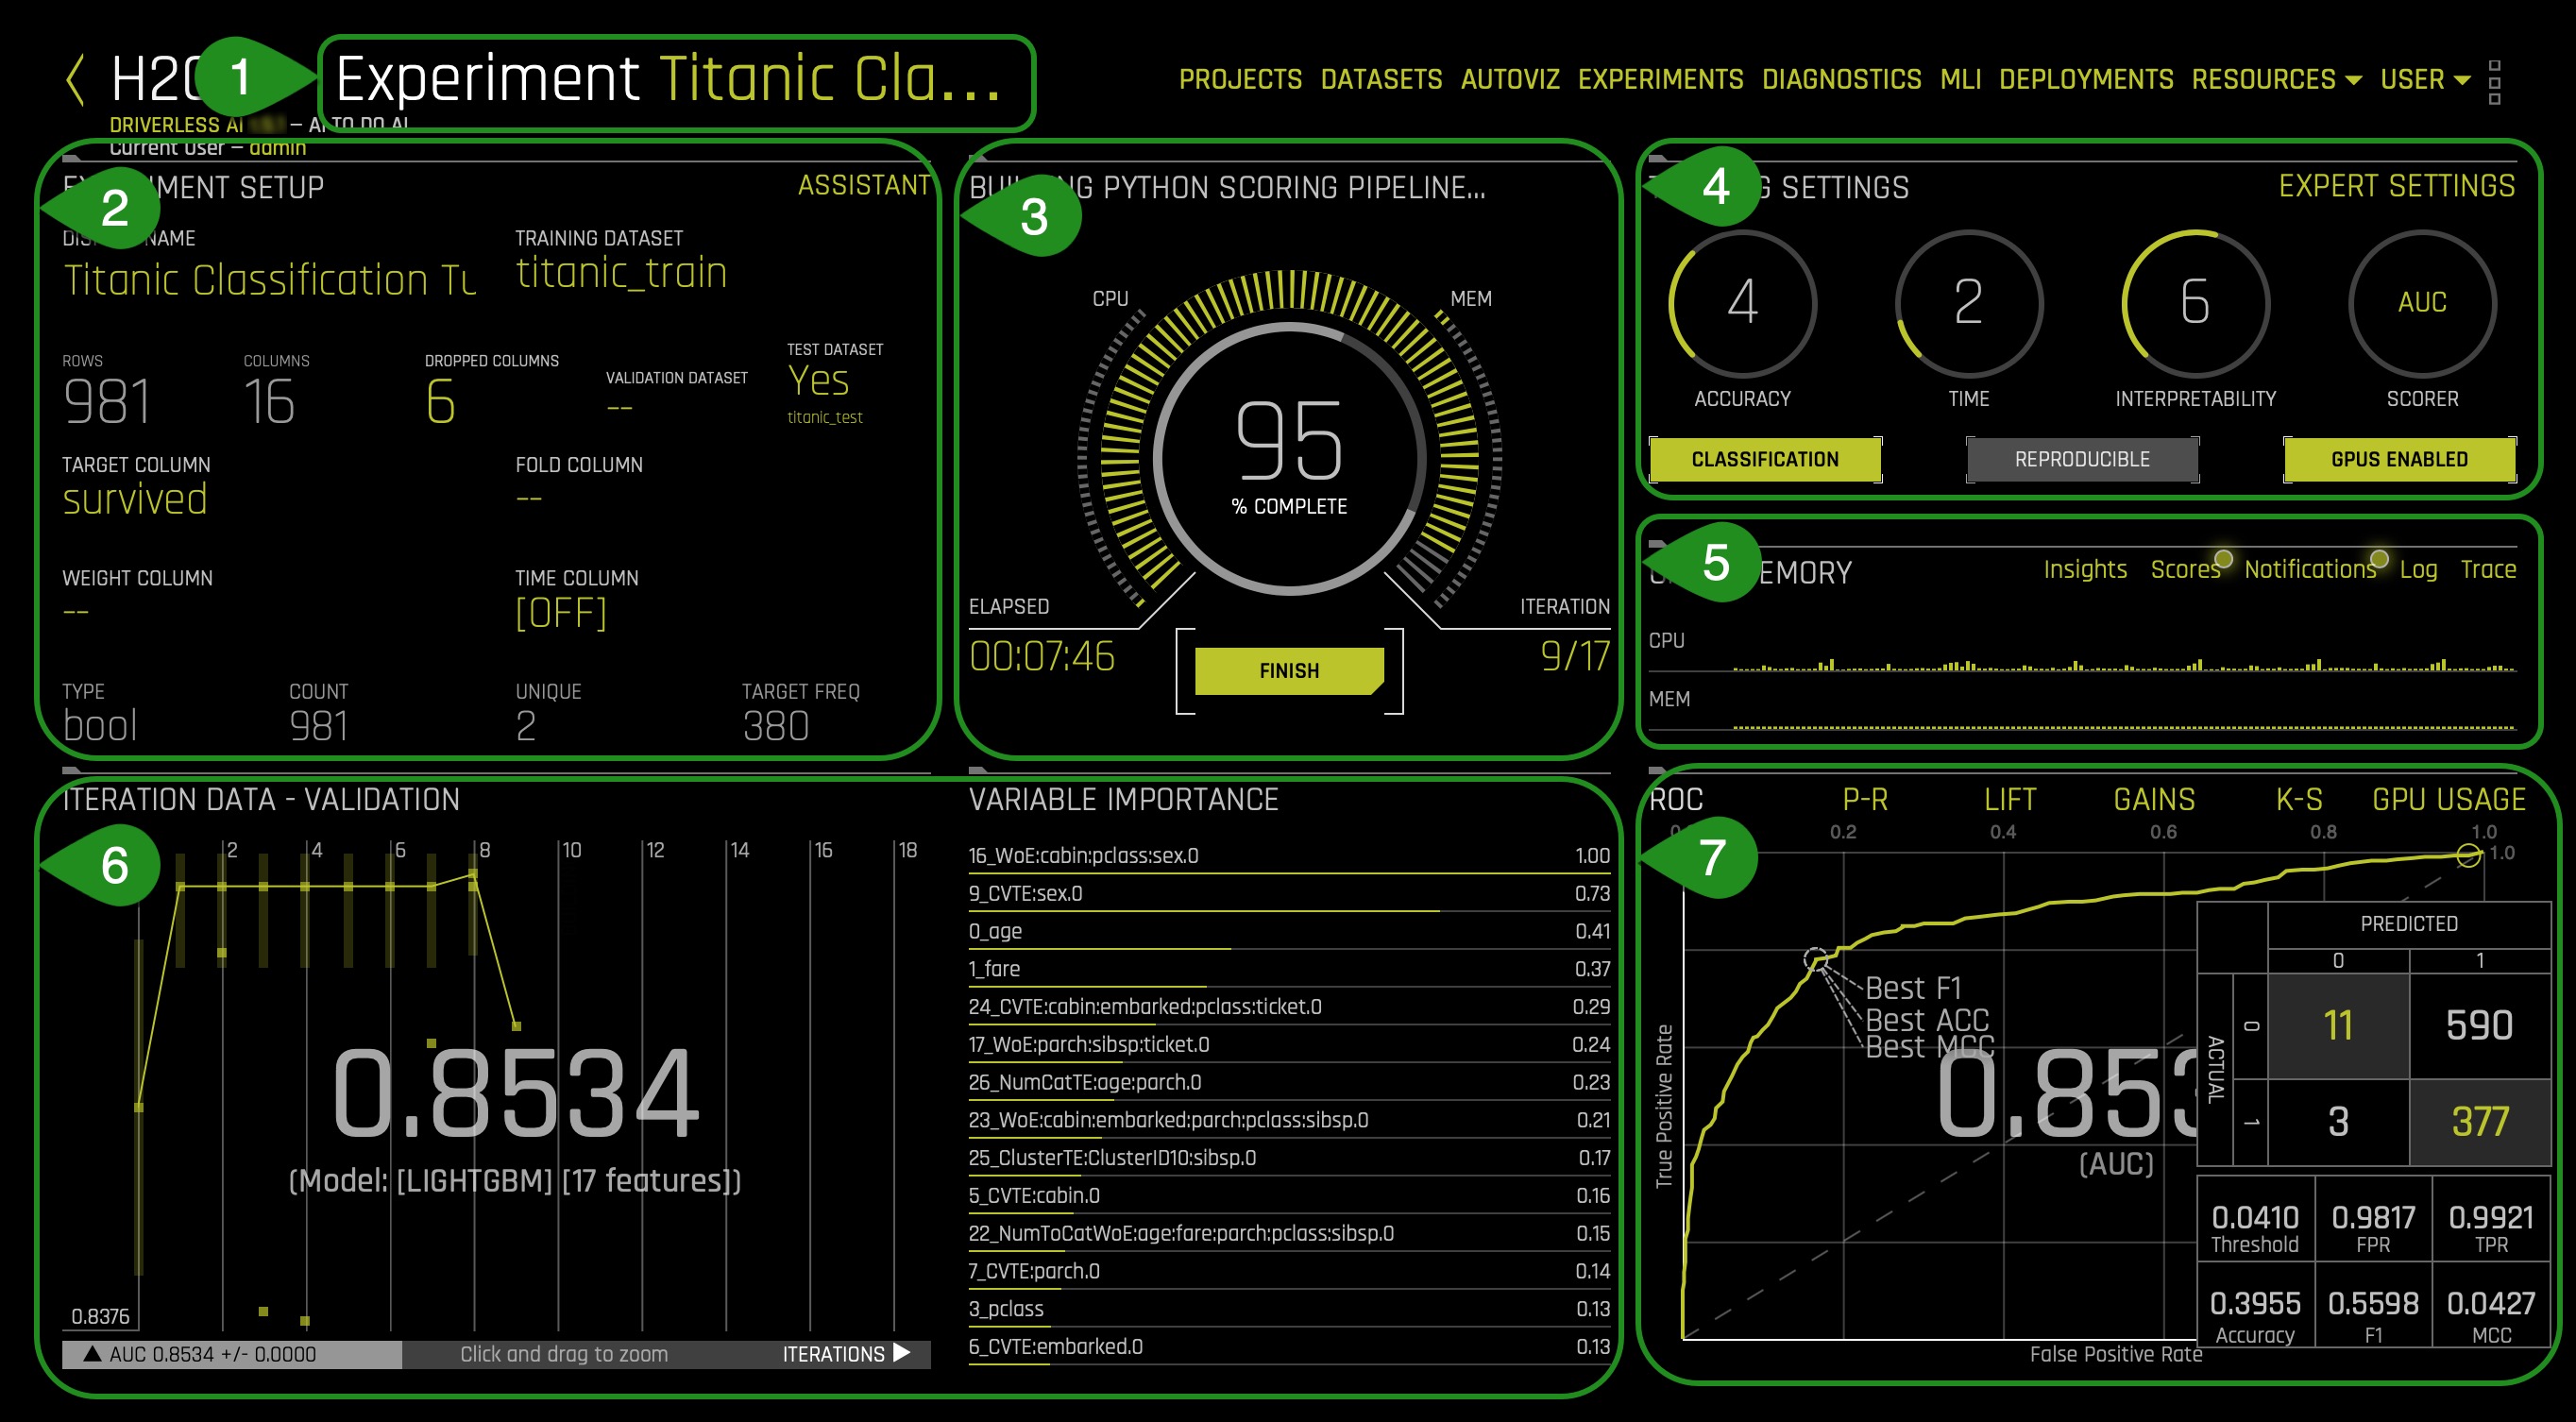 H2
1
Experiment Titanic Cla...
PROJECTS DATASETS AUTOVIZ EXPERIMENTS DIAGNOSTICS MLI DEPLOYMENTS RESOURCES USER
DRIVERLESS AI — AI TO DO AI
Current User — admin
2
MENT SETUP
ASSISTANT
NAME
Titanic Classification Tu
TRAINING DATASET
titanic_train
ROWS
981
COLUMNS
16
DROPPED COLUMNS
6
VALIDATION DATASET
--
TEST DATASET
Yes
titanic_test
TARGET COLUMN
survived
FOLD COLUMN
--
WEIGHT COLUMN
--
TIME COLUMN
[OFF]
TYPE
bool
COUNT
981
UNIQUE
2
TARGET FREQ
380
3
NG PYTHON SCORING PIPELINE...
CPU
MEM
95
% COMPLETE
ELAPSED
00:07:46
ITERATION
9/17
FINISH
4
G SETTINGS
EXPERT SETTINGS
4
ACCURACY
2
TIME
6
INTERPRETABILITY
AUC
SCORER
CLASSIFICATION
REPRODUCIBLE
GPUS ENABLED
5
EMORY
Insights Scores Notifications Log Trace
CPU
MEM
6
ITERATION DATA - VALIDATION
2 4 6 8 10 12 14 16 18
0.8534
(Model: [LIGHTGBM] [17 features])
0.8376
AUC 0.8534 +/- 0.0000
Click and drag to zoom
ITERATIONS
VARIABLE IMPORTANCE
16_WoE:cabin:pclass:sex.0 1.00
9_CVTE:sex.0 0.73
0_age 0.41
1_fare 0.37
24_CVTE:cabin:embarked:pclass:ticket.0 0.29
17_WoE:parch:sibsp:ticket.0 0.24
26_NumCatTE:age:parch.0 0.23
23_WoE:cabin:embarked:parch:pclass:sibsp.0 0.21
25_ClusterTE:ClusterID10:sibsp.0 0.17
5_CVTE:cabin.0 0.16
22_NumToCatWoE:age:fare:parch:pclass:sibsp.0 0.15
7_CVTE:parch.0 0.14
3_pclass 0.13
6_CVTE:embarked.0 0.13
7
ROC P-R LIFT GAINS K-S GPU USAGE
0.2 0.4 0.6 0.8 1.0
1.0
Best F1
Best ACC
Best MCC
0.853
(AUC)
True Positive Rate
False Positive Rate
PREDICTED
0 1
ACTUAL
0 11 590
1 3 377
0.0410 0.9817 0.9921
Threshold FPR TPR
0.3955 0.5598 0.0427
Accuracy F1 MCC